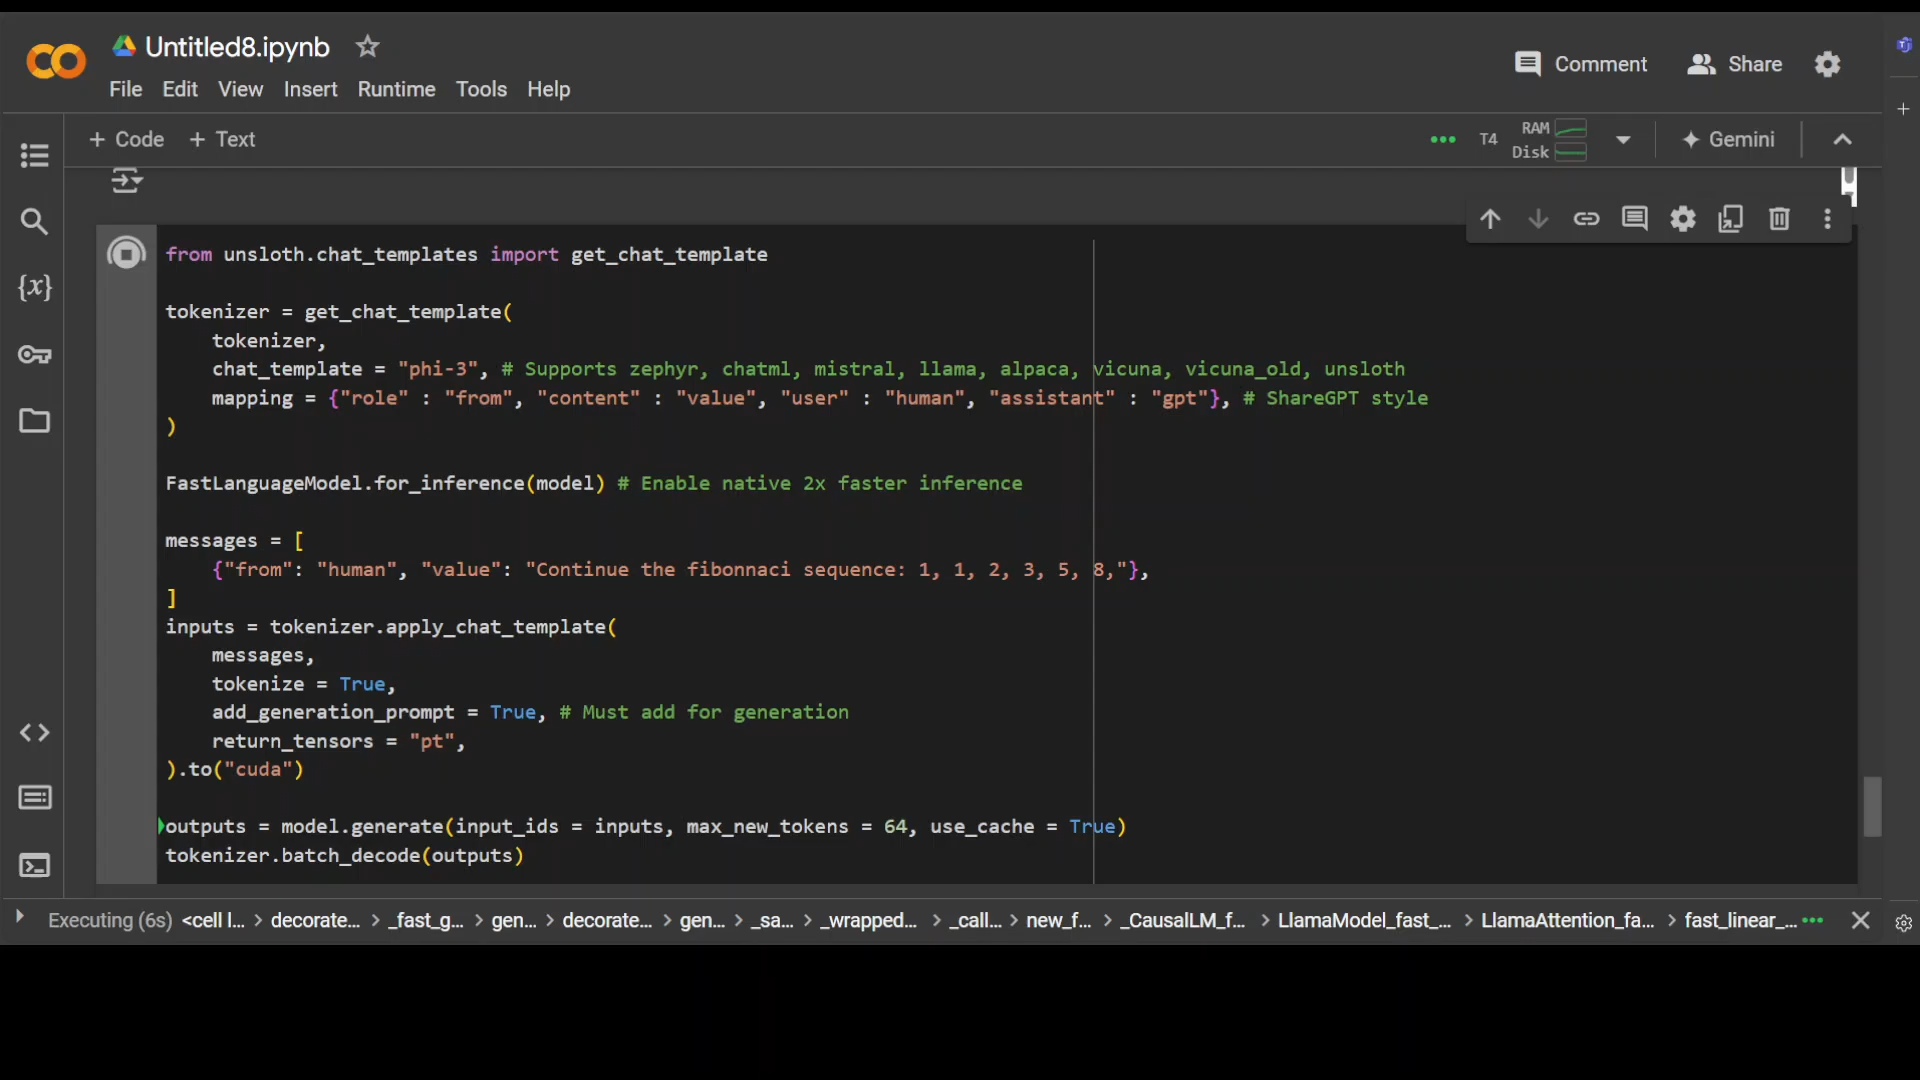 Untitled8.ipynb
File Edit View Insert Runtime Tools Help
Comment Share
+ Code + Text
T4 RAM Disk Gemini
from unsloth.chat_templates import get_chat_template
tokenizer = get_chat_template(
    tokenizer,
    chat_template = "phi-3", # Supports zephyr, chatml, mistral, llama, alpaca, vicuna, vicuna_old, unsloth
    mapping = {"role" : "from", "content" : "value", "user" : "human", "assistant" : "gpt"}, # ShareGPT style
)
FastLanguageModel.for_inference(model) # Enable native 2x faster inference
messages = [
    {"from": "human", "value": "Continue the fibonnaci sequence: 1, 1, 2, 3, 5, 8,"},
]
inputs = tokenizer.apply_chat_template(
    messages,
    tokenize = True,
    add_generation_prompt = True, # Must add for generation
    return_tensors = "pt",
).to("cuda")
outputs = model.generate(input_ids = inputs, max_new_tokens = 64, use_cache = True)
tokenizer.batch_decode(outputs)
Executing (6s) <cell l... > decorate... > _fast_g... > gen... > decorate... > gen... > _sa... > _wrapped... > _call... > new_f... > _CausalLM_f... > LlamaModel_fast_... > LlamaAttention_fa... > fast_linear_...